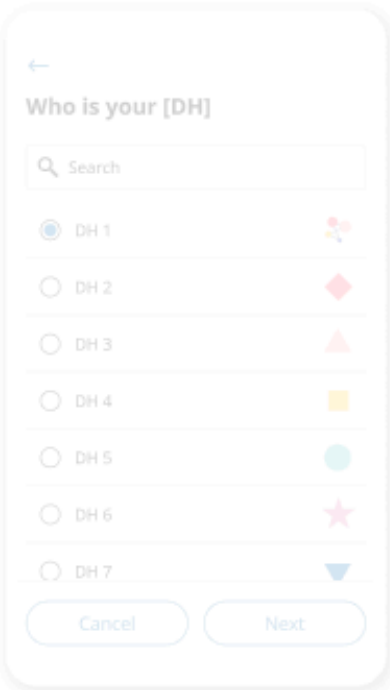 Who is your [DH]
Search
DH 1
DH 2
DH 3
DH 4
DH 5
DH 6
DH 7
Cancel
Next